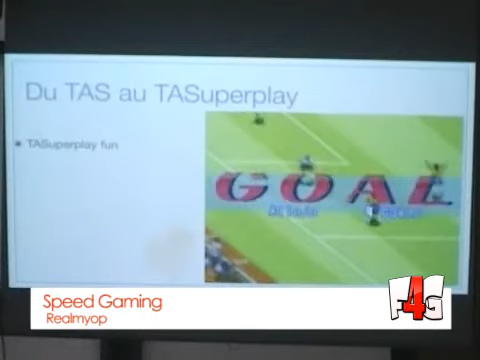 Du TAS au TASuperplay
TASuperplay fun
GOAL
Speed Gaming
Realmyop
F4G